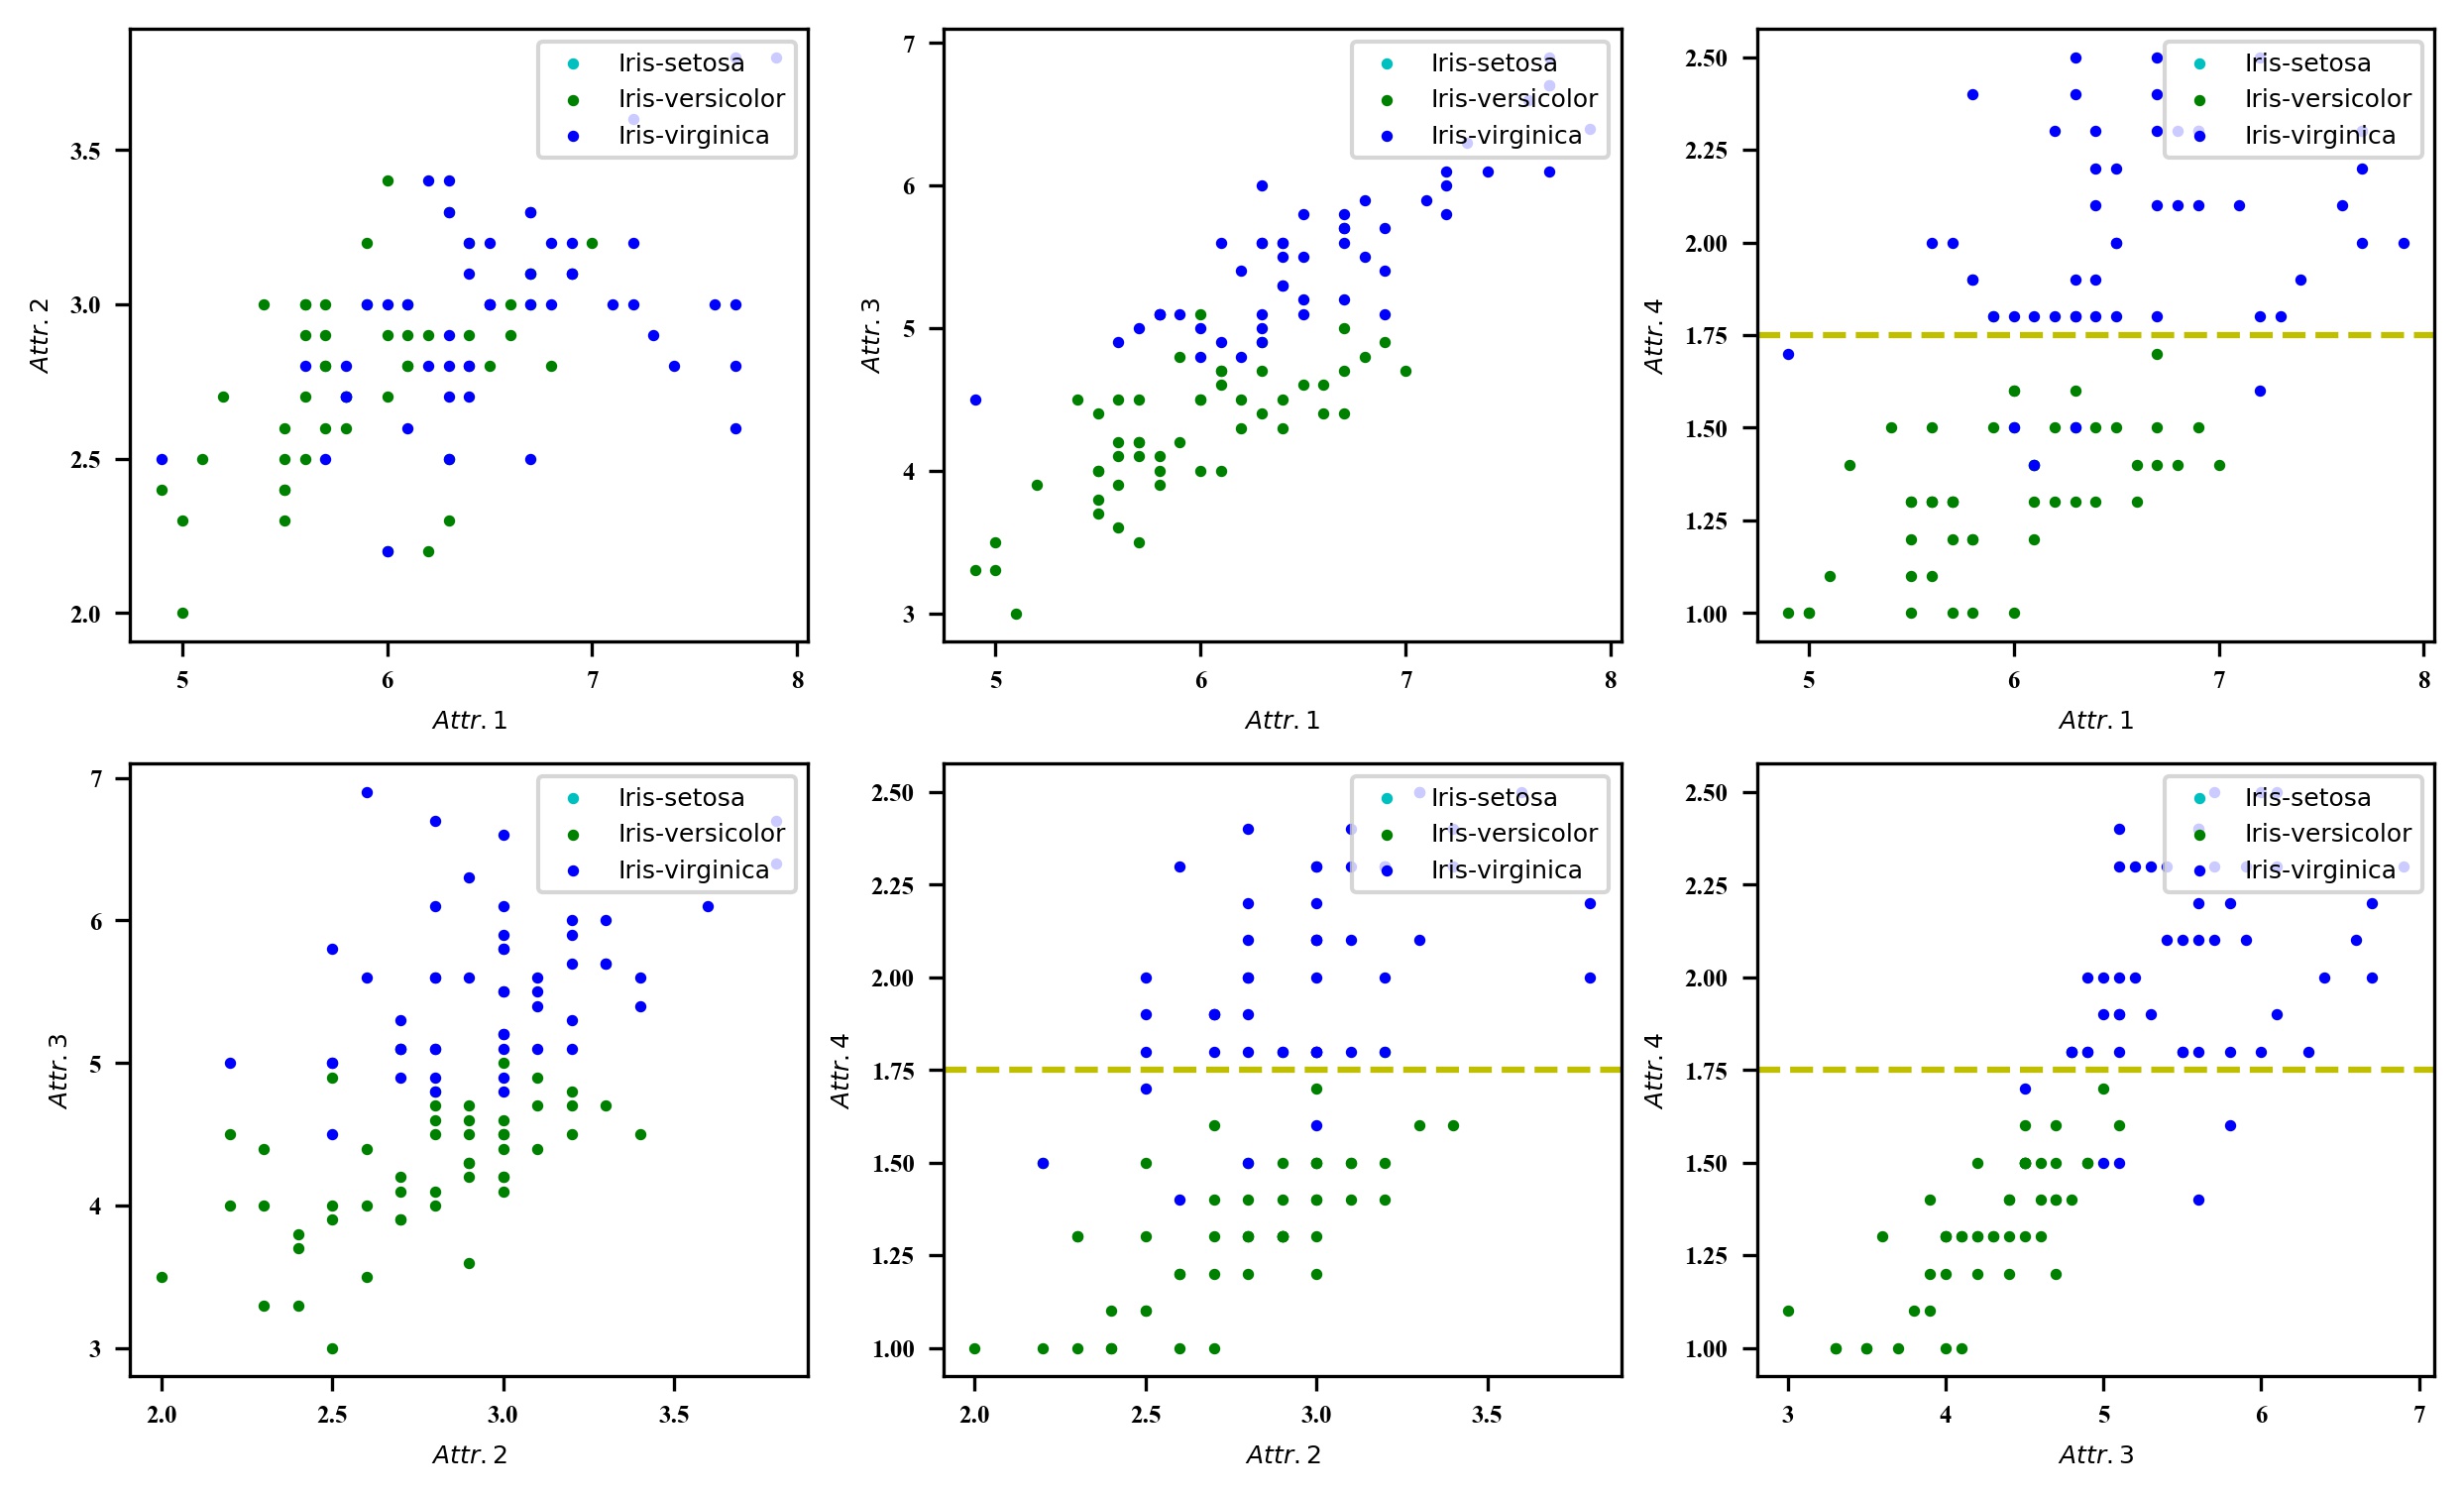 Iris-setosa
Iris-versicolor
Iris-virginica
3.5
3.0
2.5
2.0
Attr. 2
5 6 7 8
Attr. 1
Iris-setosa
Iris-versicolor
Iris-virginica
7
6
5
4
3
Attr. 3
5 6 7 8
Attr. 1
Iris-setosa
Iris-versicolor
Iris-virginica
2.50
2.25
2.00
1.75
1.50
1.25
1.00
Attr. 4
5 6 7 8
Attr. 1
Iris-setosa
Iris-versicolor
Iris-virginica
7
6
5
4
3
Attr. 3
2.0 2.5 3.0 3.5
Attr. 2
Iris-setosa
Iris-versicolor
Iris-virginica
2.50
2.25
2.00
1.75
1.50
1.25
1.00
Attr. 4
2.0 2.5 3.0 3.5
Attr. 2
Iris-setosa
Iris-versicolor
Iris-virginica
2.50
2.25
2.00
1.75
1.50
1.25
1.00
Attr. 4
3 4 5 6 7
Attr. 3